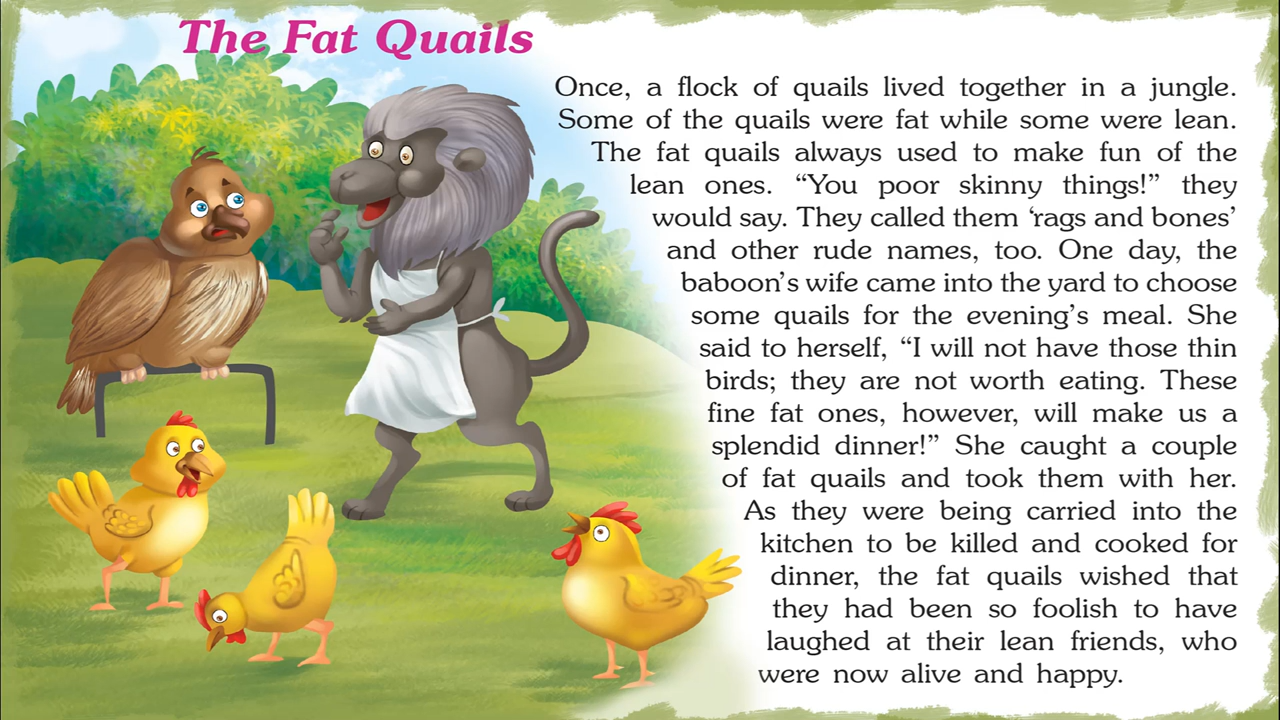 The Fat Quails
Once, a flock of quails lived together in a jungle.
Some of the quails were fat while some were lean.
The fat quails always used to make fun of the
lean ones. “You poor skinny things!” they
would say. They called them ‘rags and bones’
and other rude names, too. One day, the
baboon’s wife came into the yard to choose
some quails for the evening’s meal. She
said to herself, “I will not have those thin
birds; they are not worth eating. These
fine fat ones, however, will make us a
splendid dinner!” She caught a couple
of fat quails and took them with her.
As they were being carried into the
kitchen to be killed and cooked for
dinner, the fat quails wished that
they had been so foolish to have
laughed at their lean friends, who
were now alive and happy.